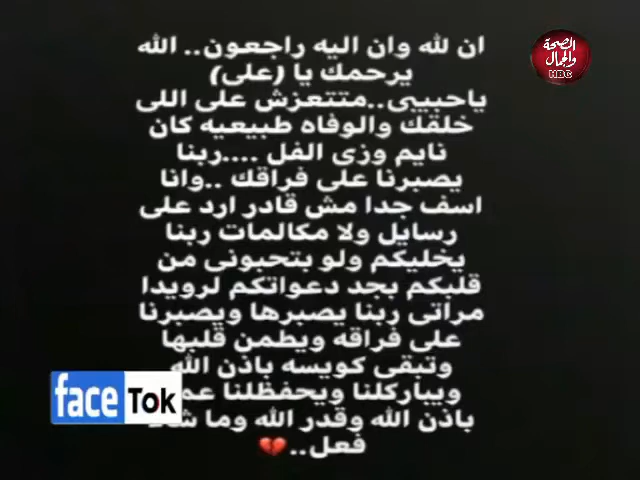 ان لله وان اليه راجعون.. الله
يرحمك يا (على)
ياحبيبى..متتعزش على اللى
خلقك والوفاه طبيعيه كان
نايم وزى الفل ....ربنا
يصبرنا على فراقك ..وانا
اسف جدا مش قادر ارد على
رسايل ولا مكالمات ربنا
يخليكم ولو بتحبونى من
قلبكم بجد دعواتكم لرويدا
مراتى ربنا يصبرها ويصبرنا
على فراقه ويطمن قلبها
وتبقى كويسه باذن الله
ويباركلنا ويحفظلنا
باذن الله وقدر الله وما
فعل..💔
الصحة
والجمال
HBC
face Tok